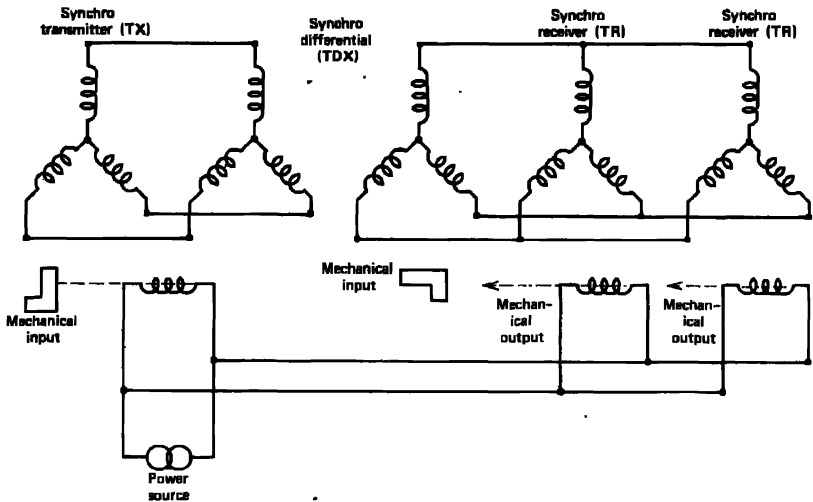 Synchro
transmitter (TX)
Synchro
differential
(TDX)
Synchro
receiver (TR)
Synchro
receiver (TR)
Mechanical
input
Mechanical
input
Mechan-
ical
output
Mechan-
ical
output
Power
source